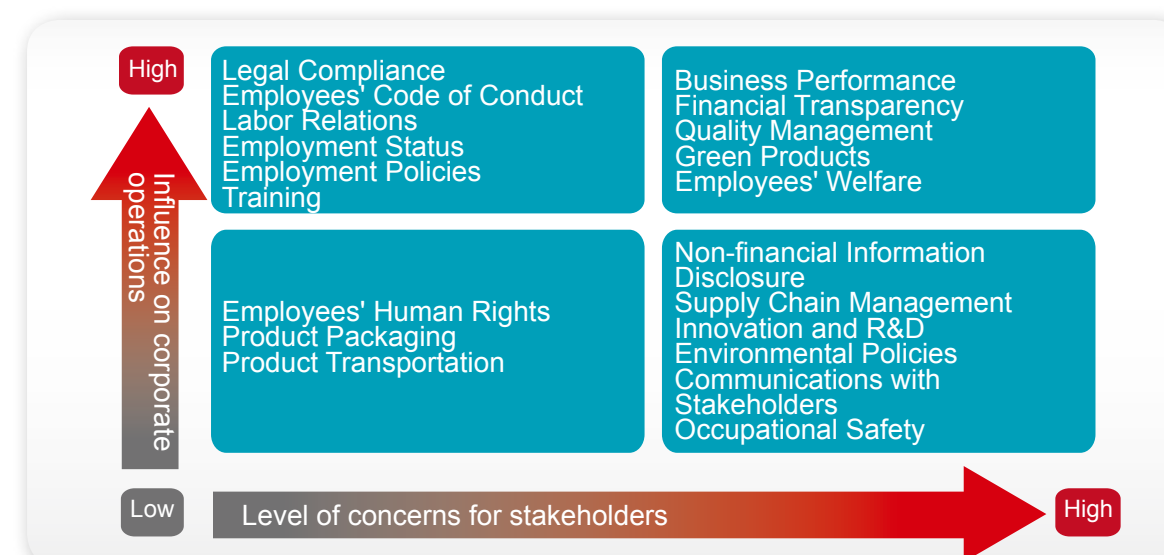 High
Legal Compliance
Employees' Code of Conduct
Labor Relations
Employment Status
Employment Policies
Training
Business Performance
Financial Transparency
Quality Management
Green Products
Employees' Welfare
Influence on corporate
operations
Employees' Human Rights
Product Packaging
Product Transportation
Non-financial Information
Disclosure
Supply Chain Management
Innovation and R&D
Environmental Policies
Communications with
Stakeholders
Occupational Safety
Low
Level of concerns for stakeholders
High